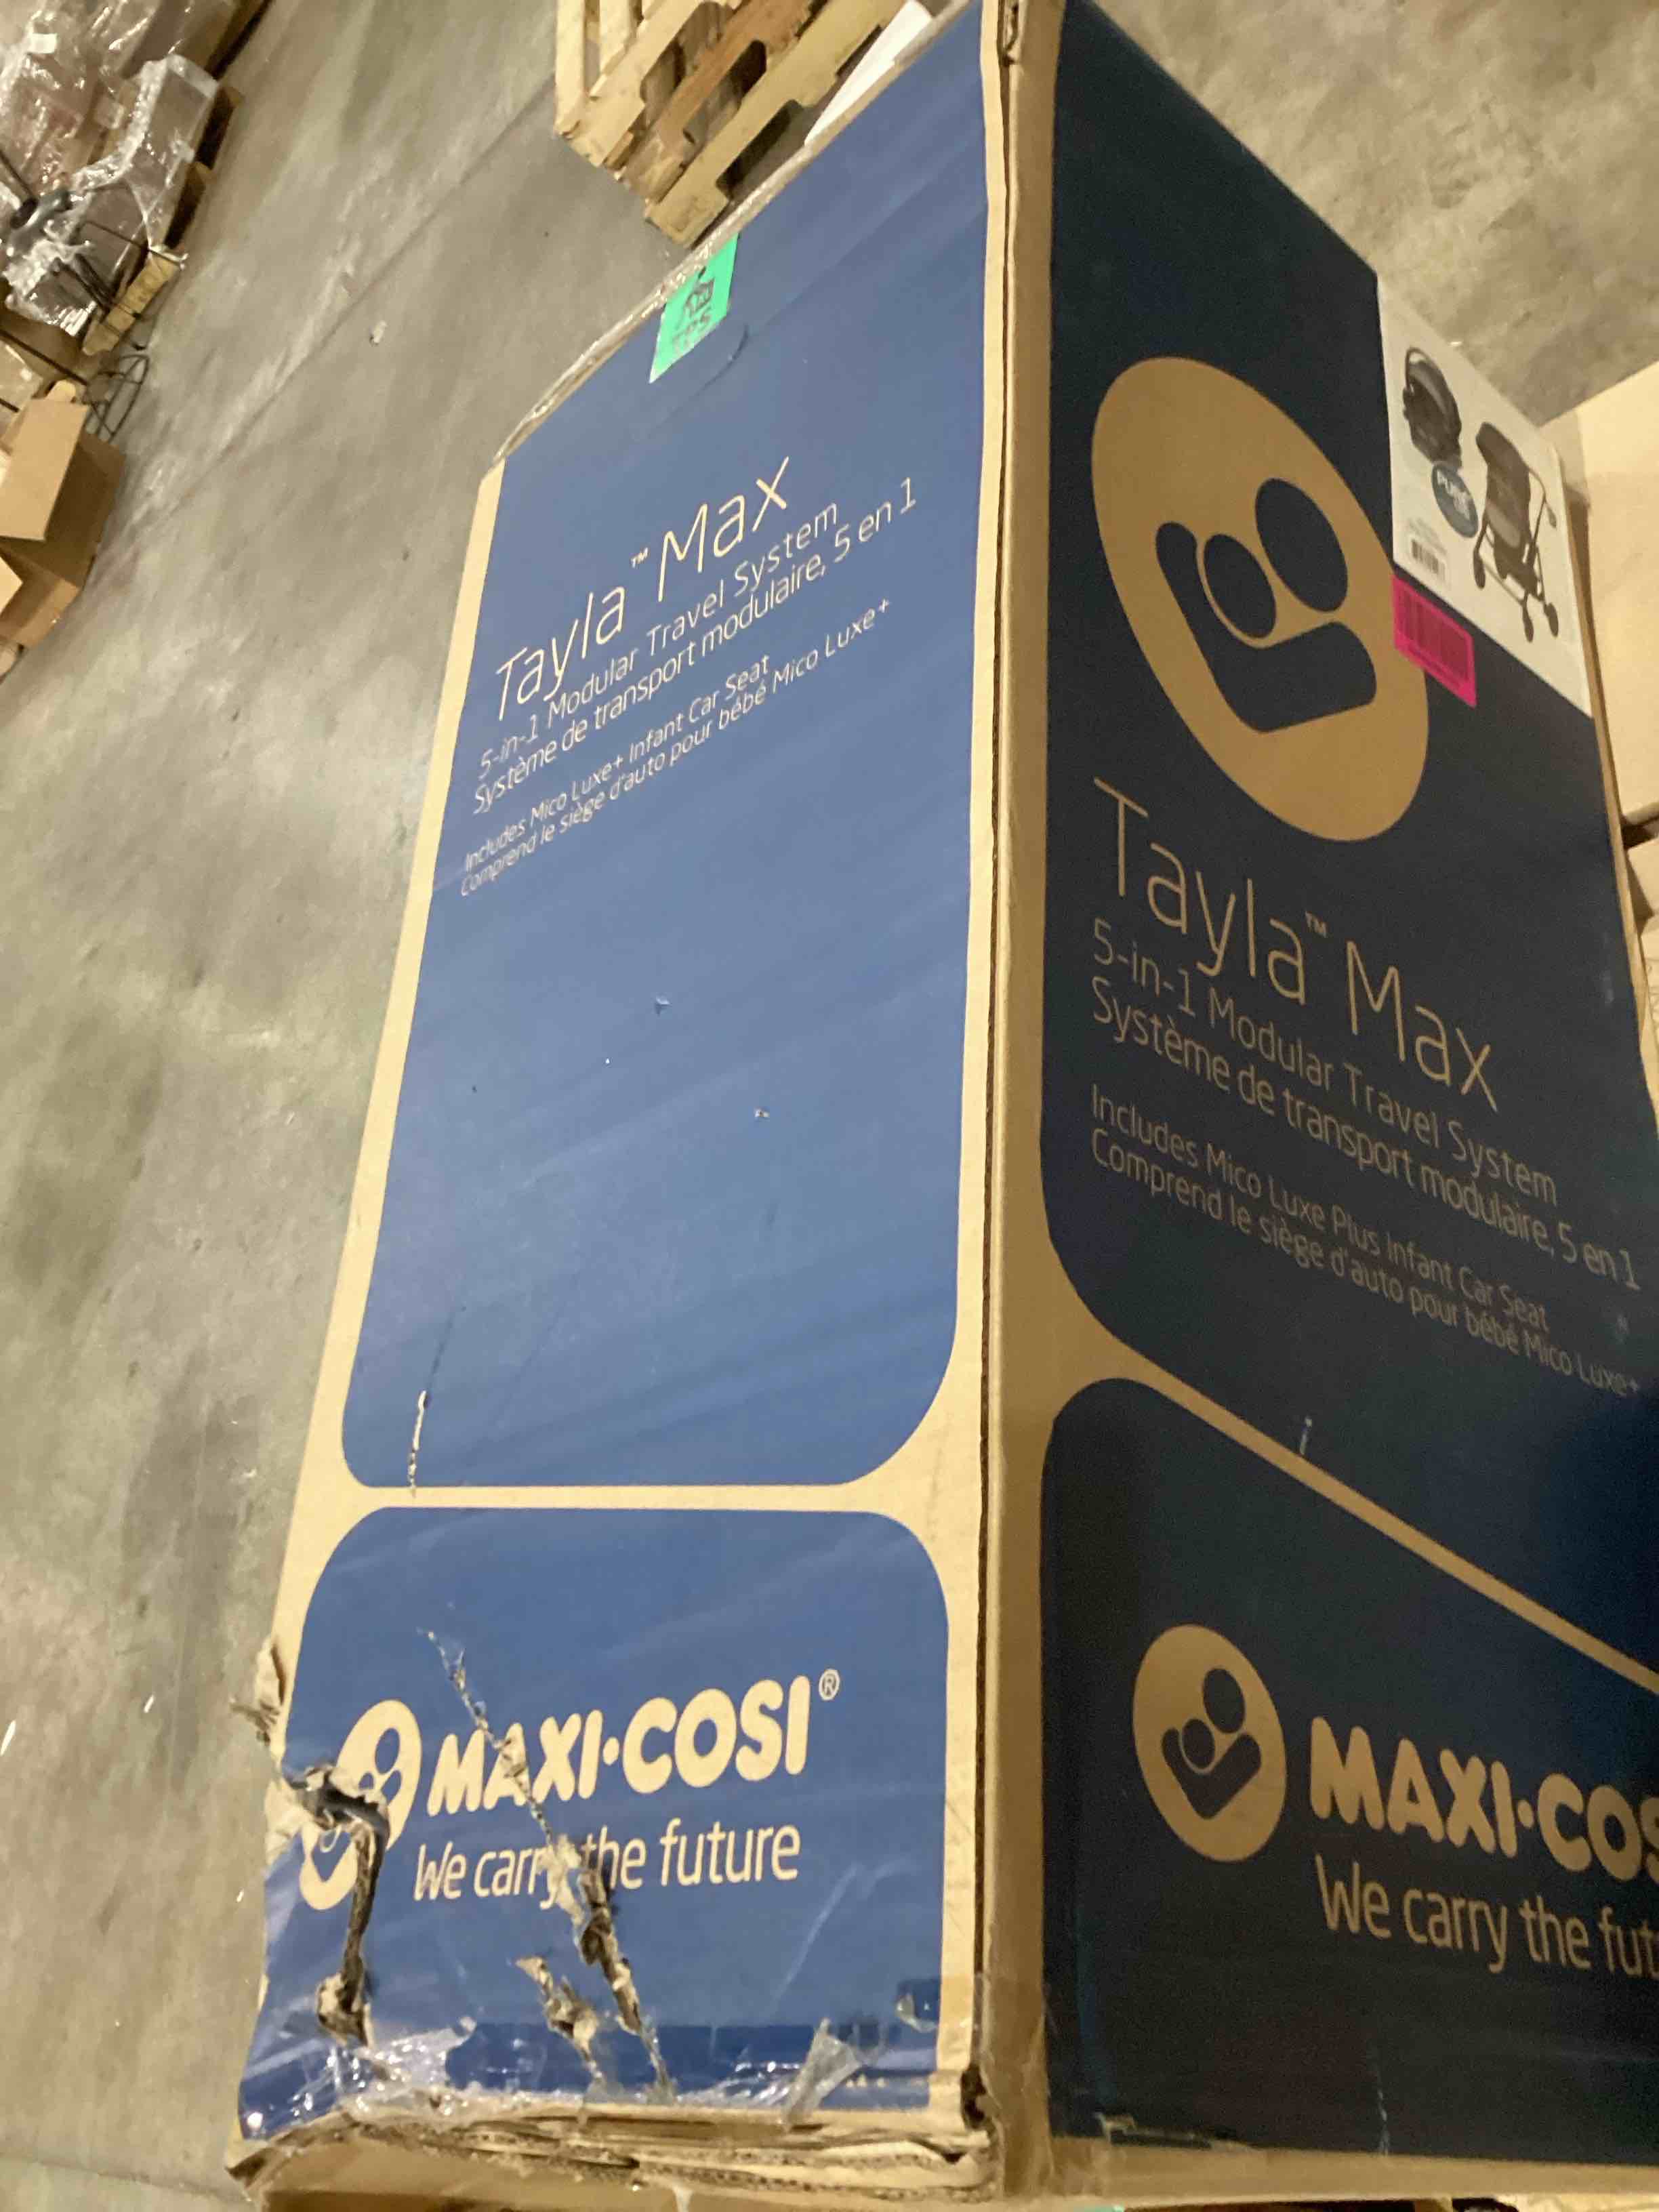 Tayla™ Max
5-in-1 Modular Travel System
Système de transport modulaire, 5 en 1
Includes Mico Luxe+ Infant Car Seat
Comprend le siège d'auto pour bébé Mico Luxe+
MAXI·COSI®
We carry the future
Tayla™ Max
5-in-1 Modular Travel System
Système de transport modulaire, 5 en 1
Includes Mico Luxe Plus Infant Car Seat
Comprend le siège d'auto pour bébé Mico Luxe+
MAXI·COS
We carry the fut